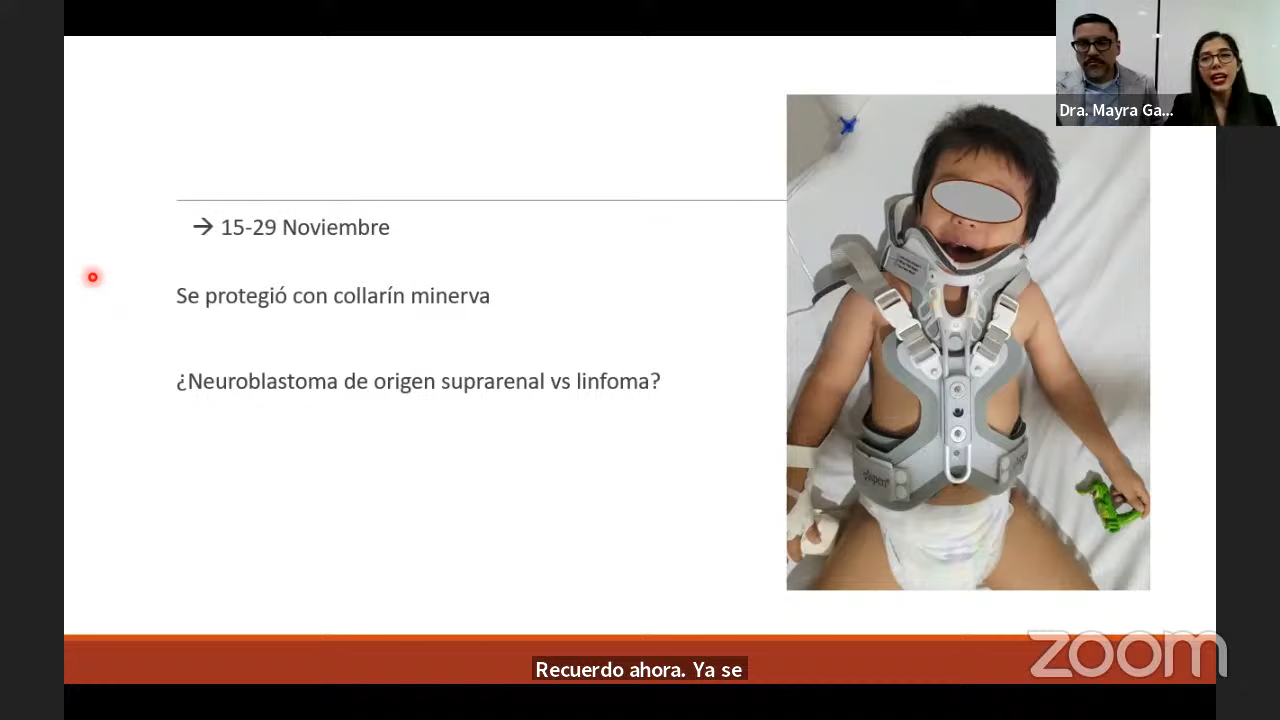 Dra. Mayra Ga...
→ 15-29 Noviembre
Se protegió con collarín minerva
¿Neuroblastoma de origen suprarenal vs linfoma?
Aspen
zoom
Recuerdo ahora. Ya se